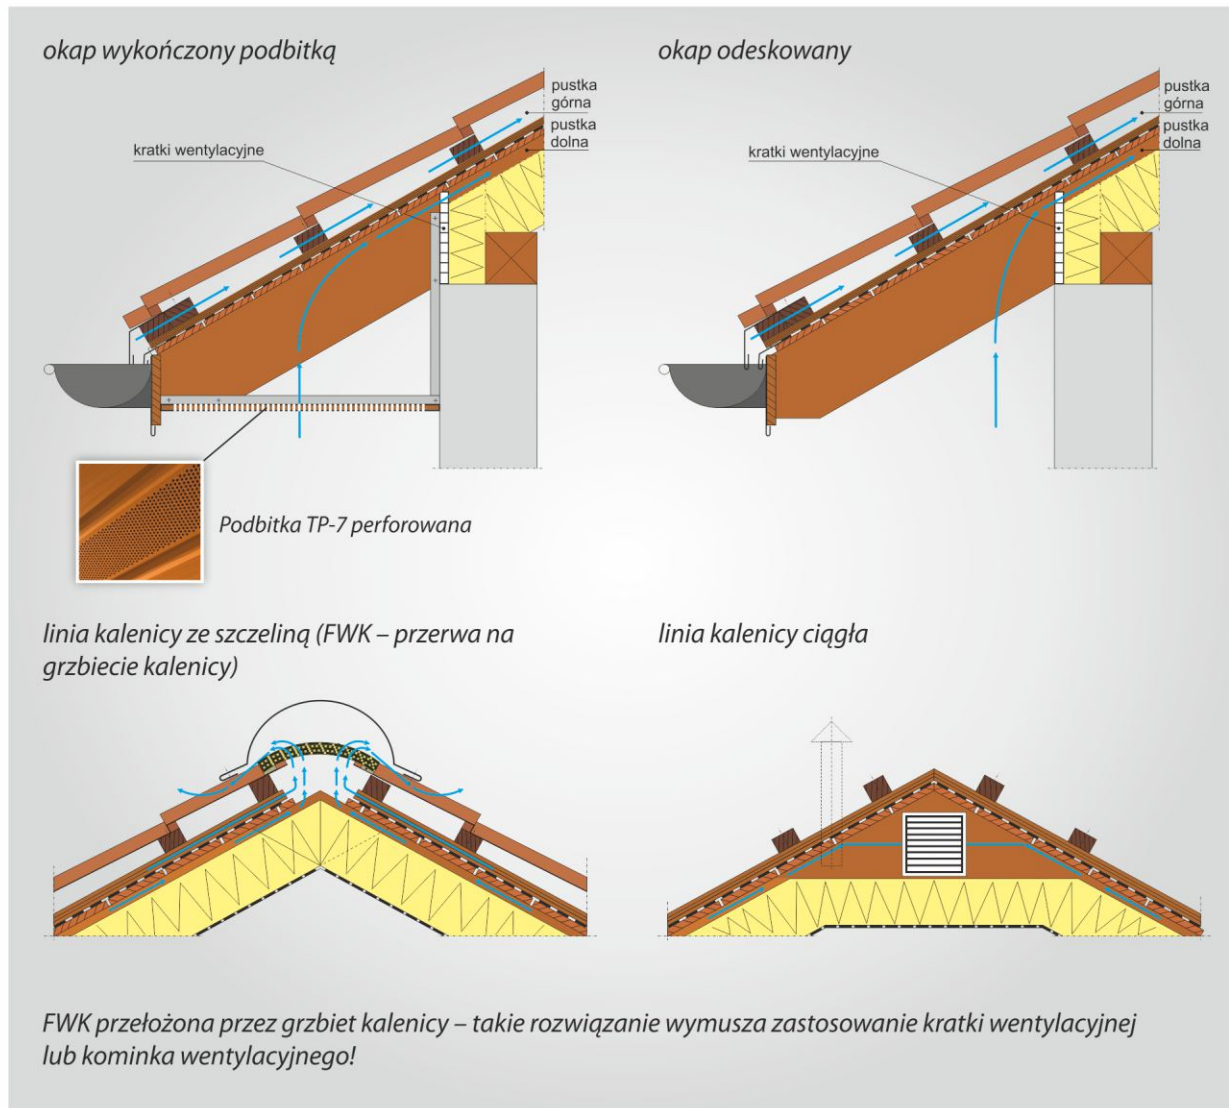 okap wykończony podbitką
okap odeskowany
pustka
górna
pustka
dolna
kratki wentylacyjne
pustka
górna
pustka
dolna
kratki wentylacyjne
Podbitka TP-7 perforowana
linia kalenicy ze szczeliną (FWK – przerwa na
grzbiecie kalenicy)
linia kalenicy ciągła
FWK przełożona przez grzbiet kalenicy – takie rozwiązanie wymusza zastosowanie kratki wentylacyjnej
lub kominka wentylacyjnego!